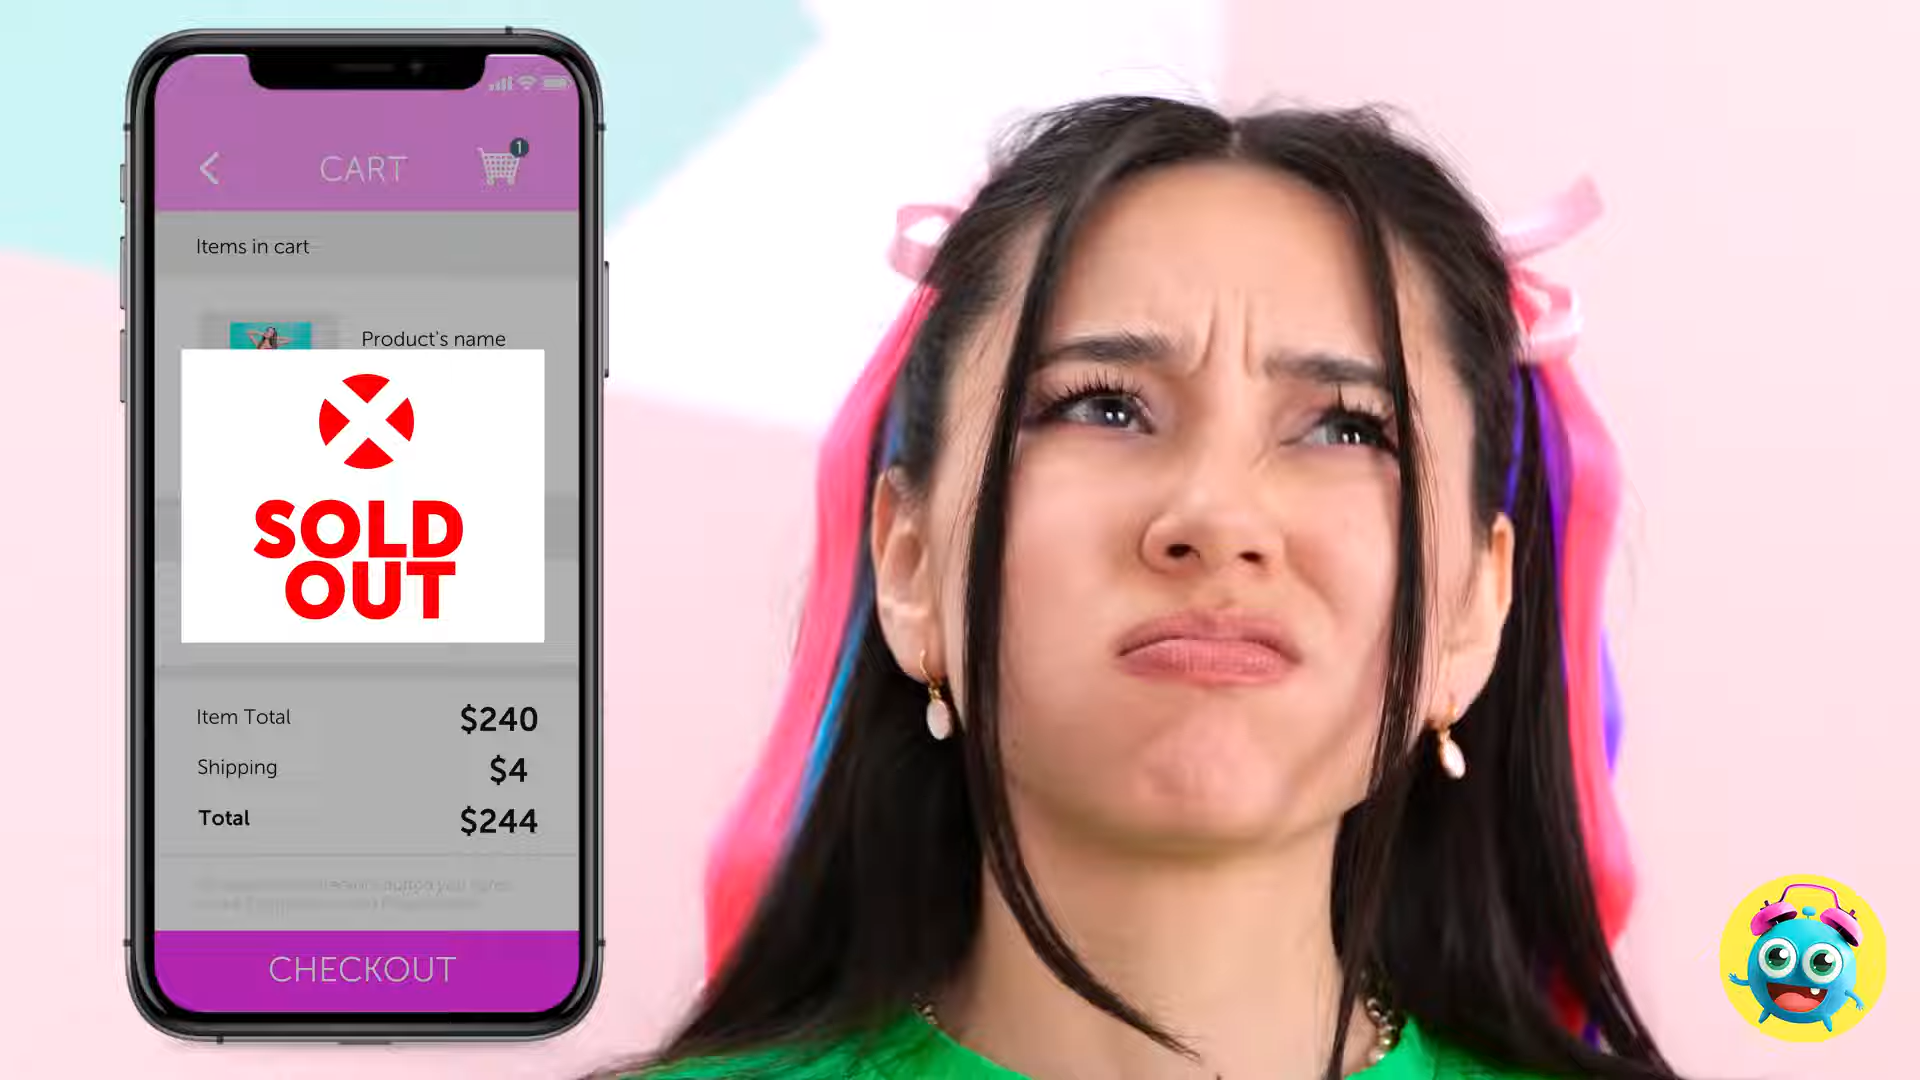 CART
1
Items in cart
Product's name
SOLD
OUT
Item Total $240
Shipping $4
Total $244
CHECKOUT